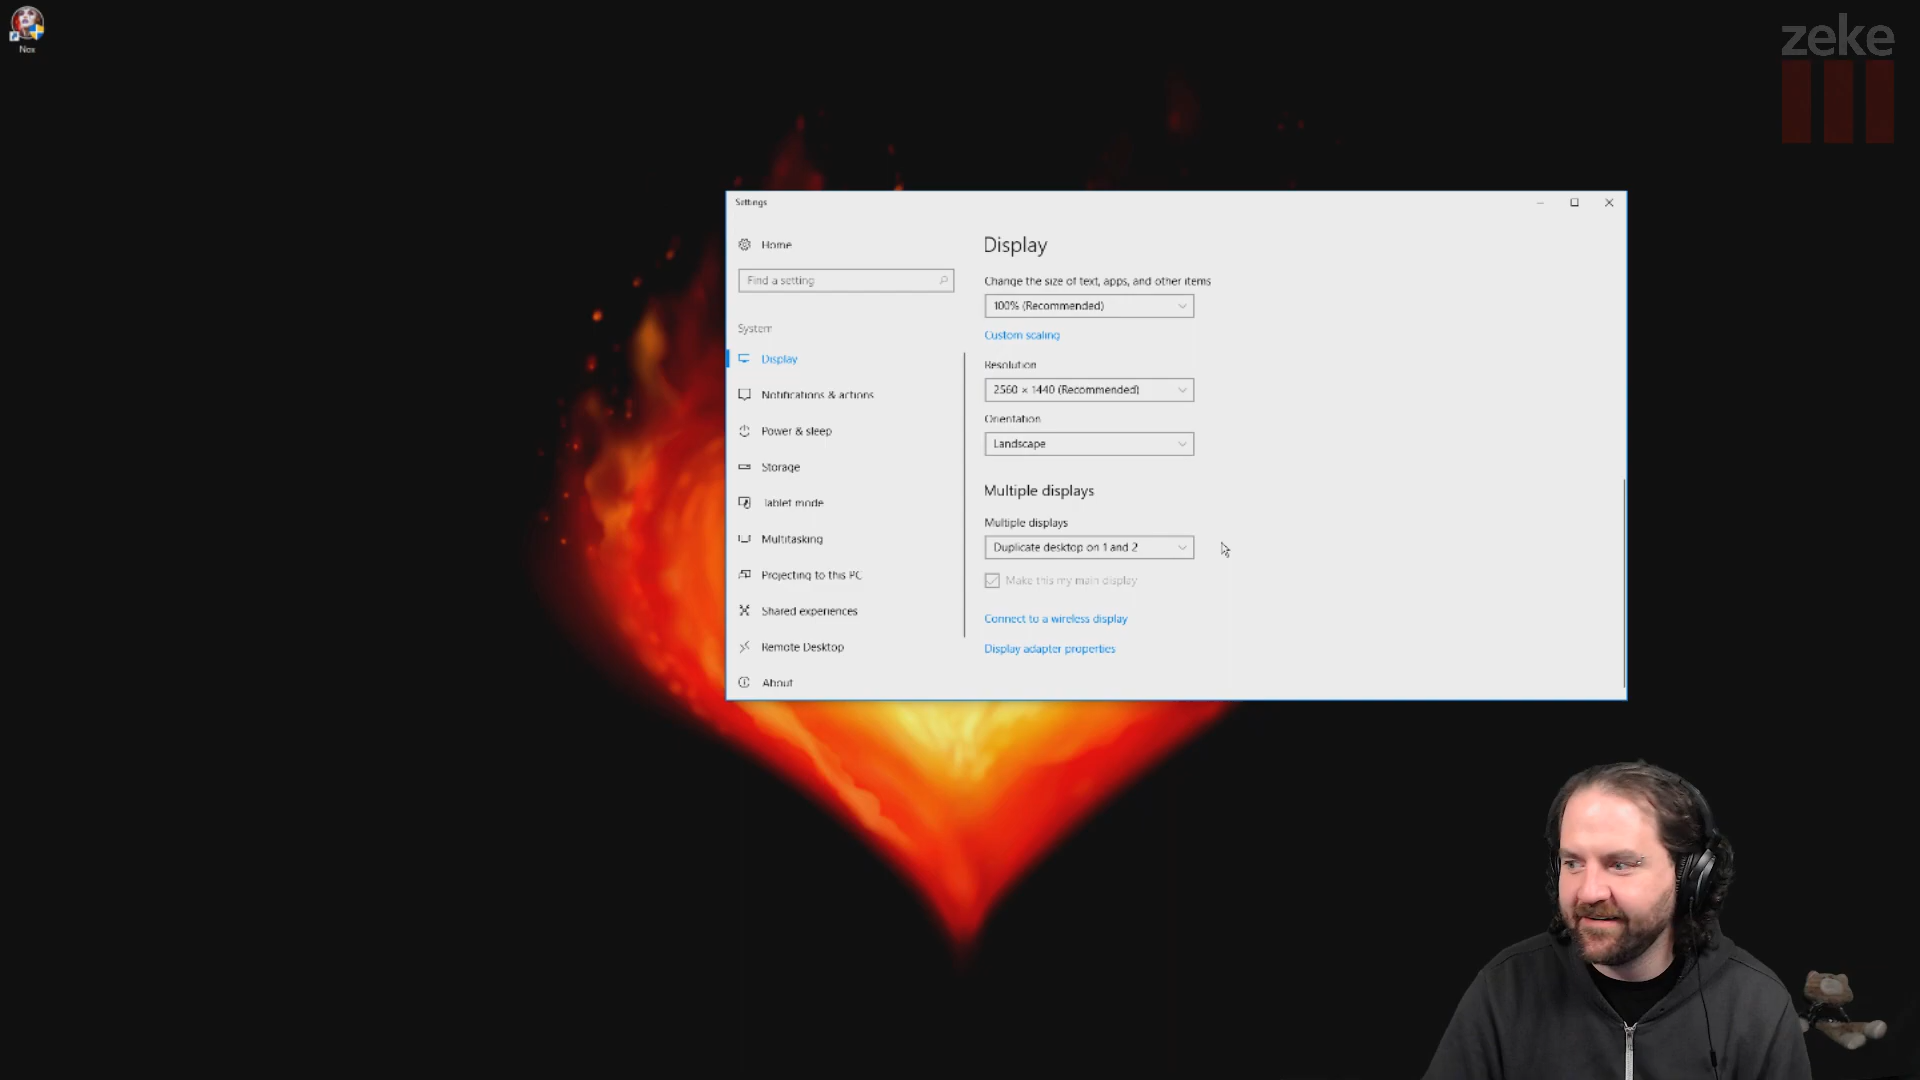 Nox
zeke
Settings
Home
Find a setting
System
Display
Notifications & actions
Power & sleep
Storage
Tablet mode
Multitasking
Projecting to this PC
Shared experiences
Remote Desktop
About
Display
Change the size of text, apps, and other items
100% (Recommended)
Custom scaling
Resolution
2560 × 1440 (Recommended)
Orientation
Landscape
Multiple displays
Multiple displays
Duplicate desktop on 1 and 2
Make this my main display
Connect to a wireless display
Display adapter properties